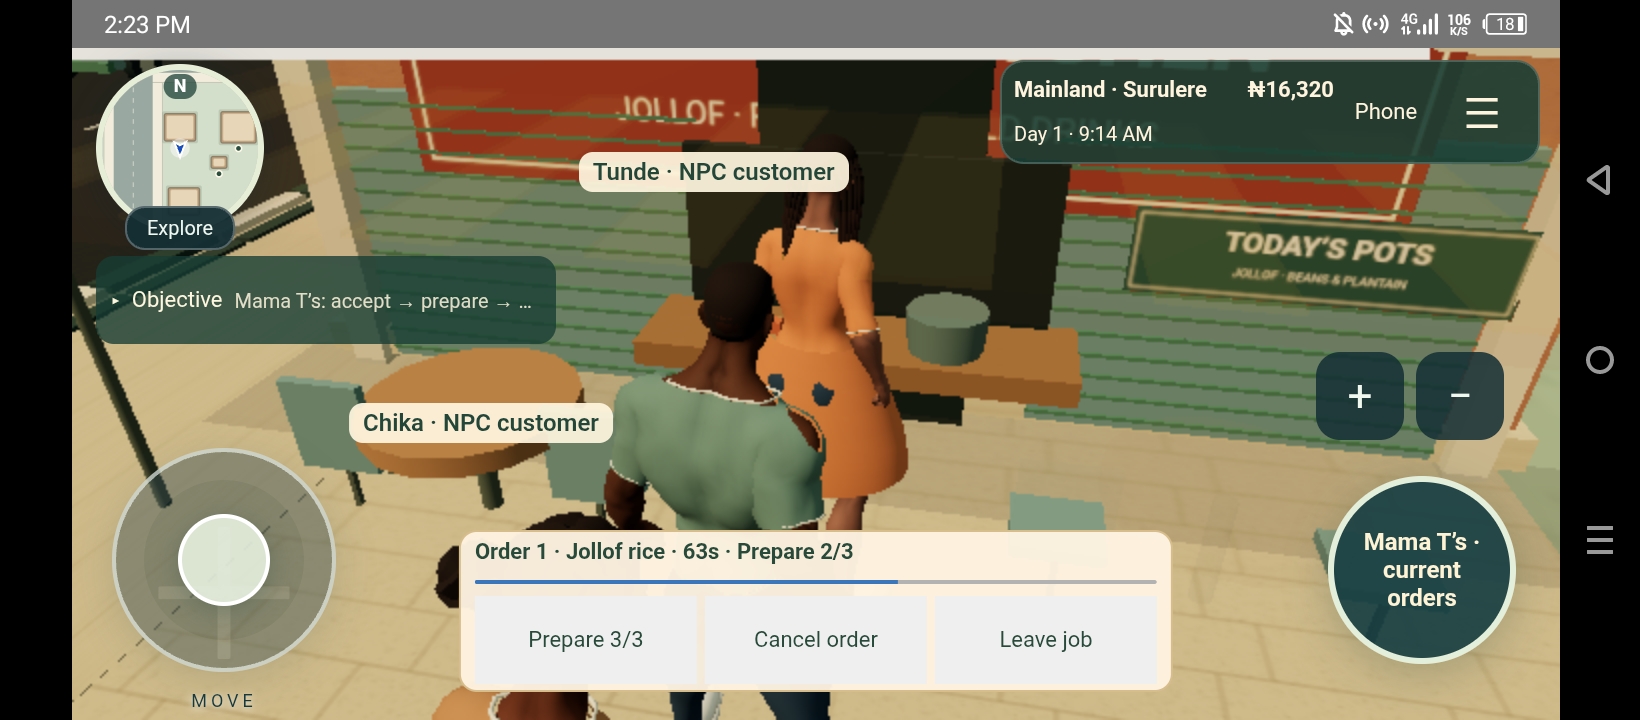 2:23 PM
4G
106
K/S
18
N
Explore
Mainland · Surulere
₦16,320
Phone
Day 1 · 9:14 AM
JOLLOF ·
Tunde · NPC customer
TODAY'S POTS
JOLLOF · BEANS & PLANTAIN
▸ Objective Mama T's: accept → prepare → …
+
−
Chika · NPC customer
Order 1 · Jollof rice · 63s · Prepare 2/3
Prepare 3/3
Cancel order
Leave job
Mama T's ·
current
orders
MOVE